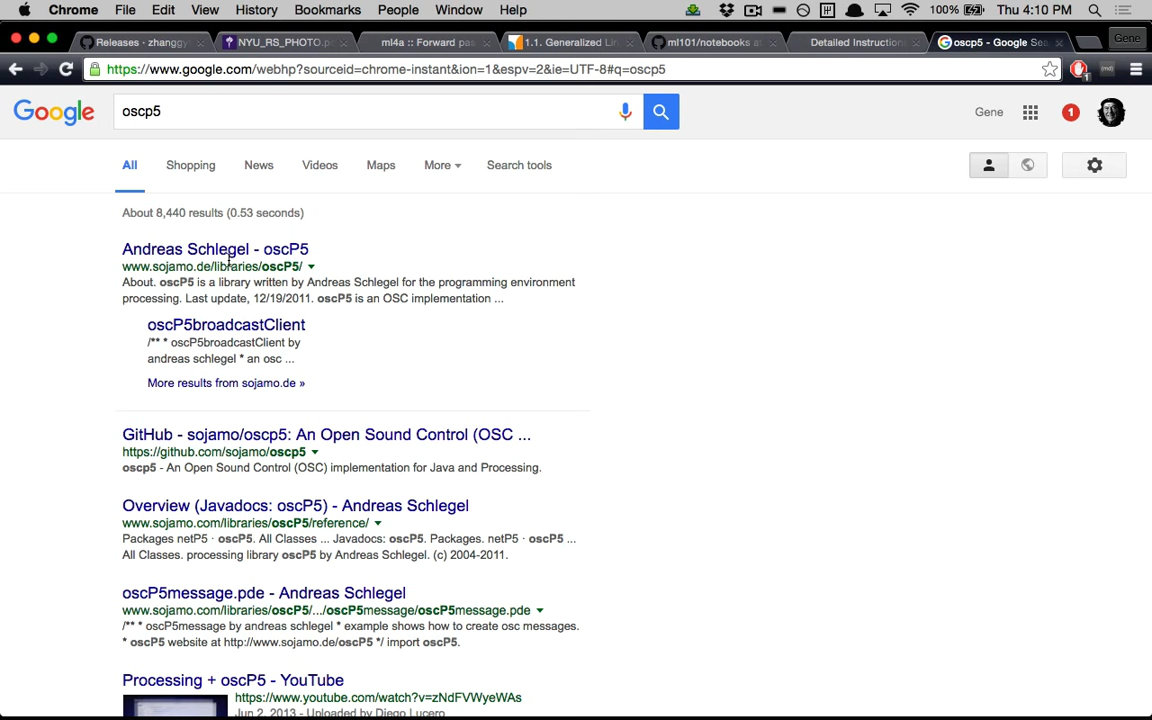 Chrome File Edit View History Bookmarks People Window Help 100% Thu 4:10 PM
Releases · zhanggy NYU_RS_PHOTO.p ml4a :: Forward pas 1.1. Generalized Lin ml101/notebooks at Detailed Instruction oscp5 - Google Sea Gene
https://www.google.com/webhp?sourceid=chrome-instant&ion=1&espv=2&ie=UTF-8#q=oscp5 1
Google oscp5 Gene 1
All Shopping News Videos Maps More Search tools
About 8,440 results (0.53 seconds)
Andreas Schlegel - oscP5
www.sojamo.de/libraries/oscP5/
About. oscP5 is a library written by Andreas Schlegel for the programming environment
processing. Last update, 12/19/2011. oscP5 is an OSC implementation ...
oscP5broadcastClient
/** * oscP5broadcastClient by
andreas schlegel * an osc ...
More results from sojamo.de »
GitHub - sojamo/oscp5: An Open Sound Control (OSC ...
https://github.com/sojamo/oscp5
oscp5 - An Open Sound Control (OSC) implementation for Java and Processing.
Overview (Javadocs: oscP5) - Andreas Schlegel
www.sojamo.com/libraries/oscP5/reference/
Packages netP5 · oscP5. All Classes ... Javadocs: oscP5. Packages. netP5 · oscP5 ...
All Classes. processing library oscP5 by Andreas Schlegel. (c) 2004-2011.
oscP5message.pde - Andreas Schlegel
www.sojamo.com/libraries/oscP5/.../oscP5message/oscP5message.pde
/** * oscP5message by andreas schlegel * example shows how to create osc messages.
* oscP5 website at http://www.sojamo.de/oscP5 */ import oscP5.
Processing + oscP5 - YouTube
https://www.youtube.com/watch?v=zNdFVWyeWAs
Jun 2, 2013 - Uploaded by Diego Lucero